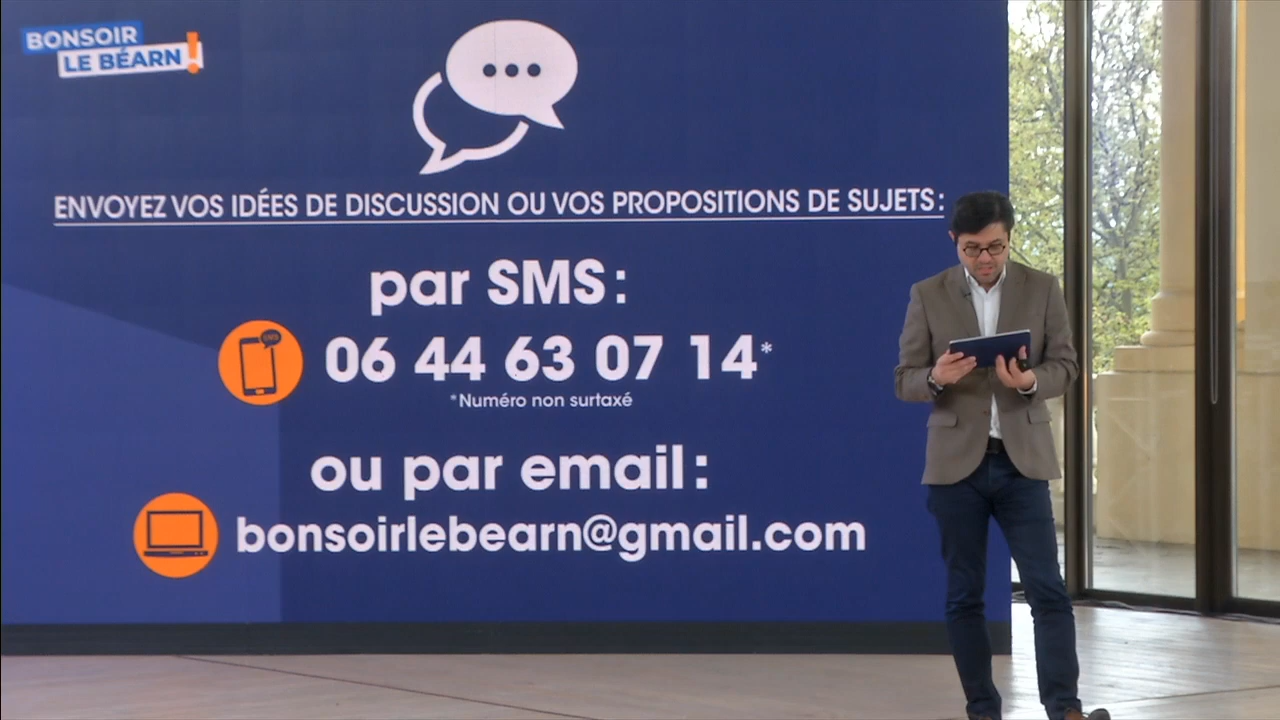 BONSOIR
LE BÉARN !
ENVOYEZ VOS IDÉES DE DISCUSSION OU VOS PROPOSITIONS DE SUJETS :
par SMS :
SMS
06 44 63 07 14*
*Numéro non surtaxé
ou par email :
bonsoirlebearn@gmail.com